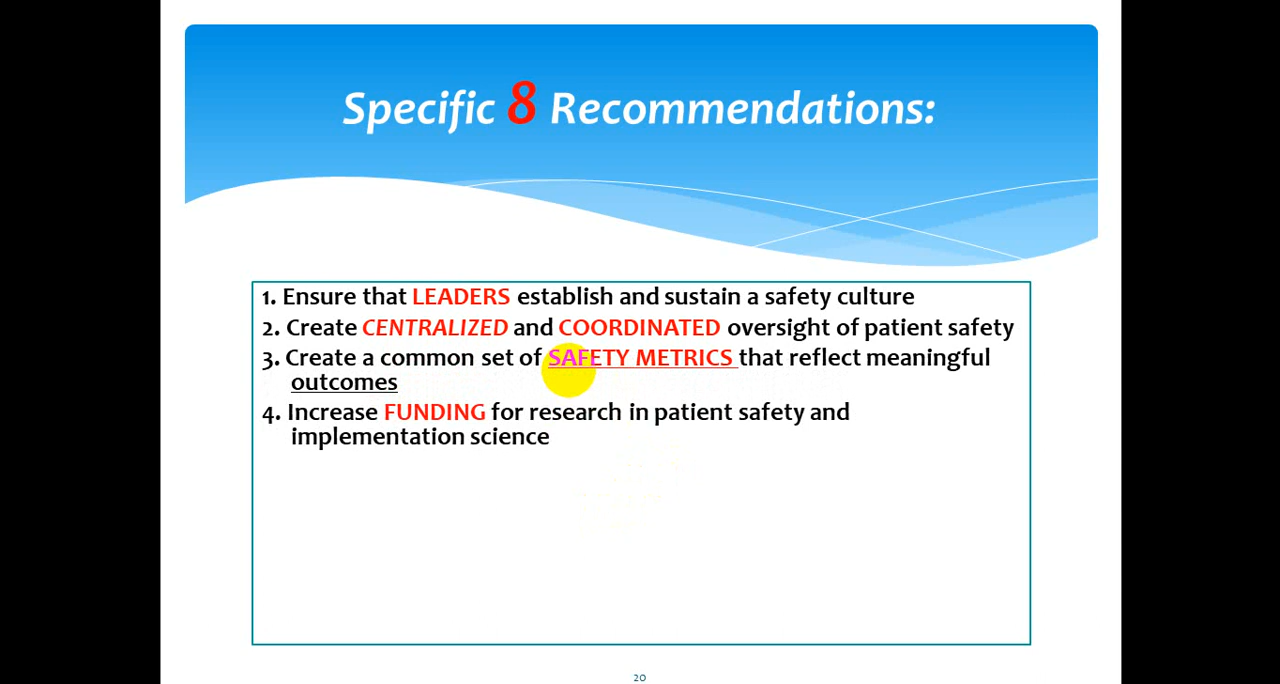 Specific 8 Recommendations:
1. Ensure that LEADERS establish and sustain a safety culture
2. Create CENTRALIZED and COORDINATED oversight of patient safety
3. Create a common set of SAFETY METRICS that reflect meaningful
outcomes
4. Increase FUNDING for research in patient safety and
implementation science
20